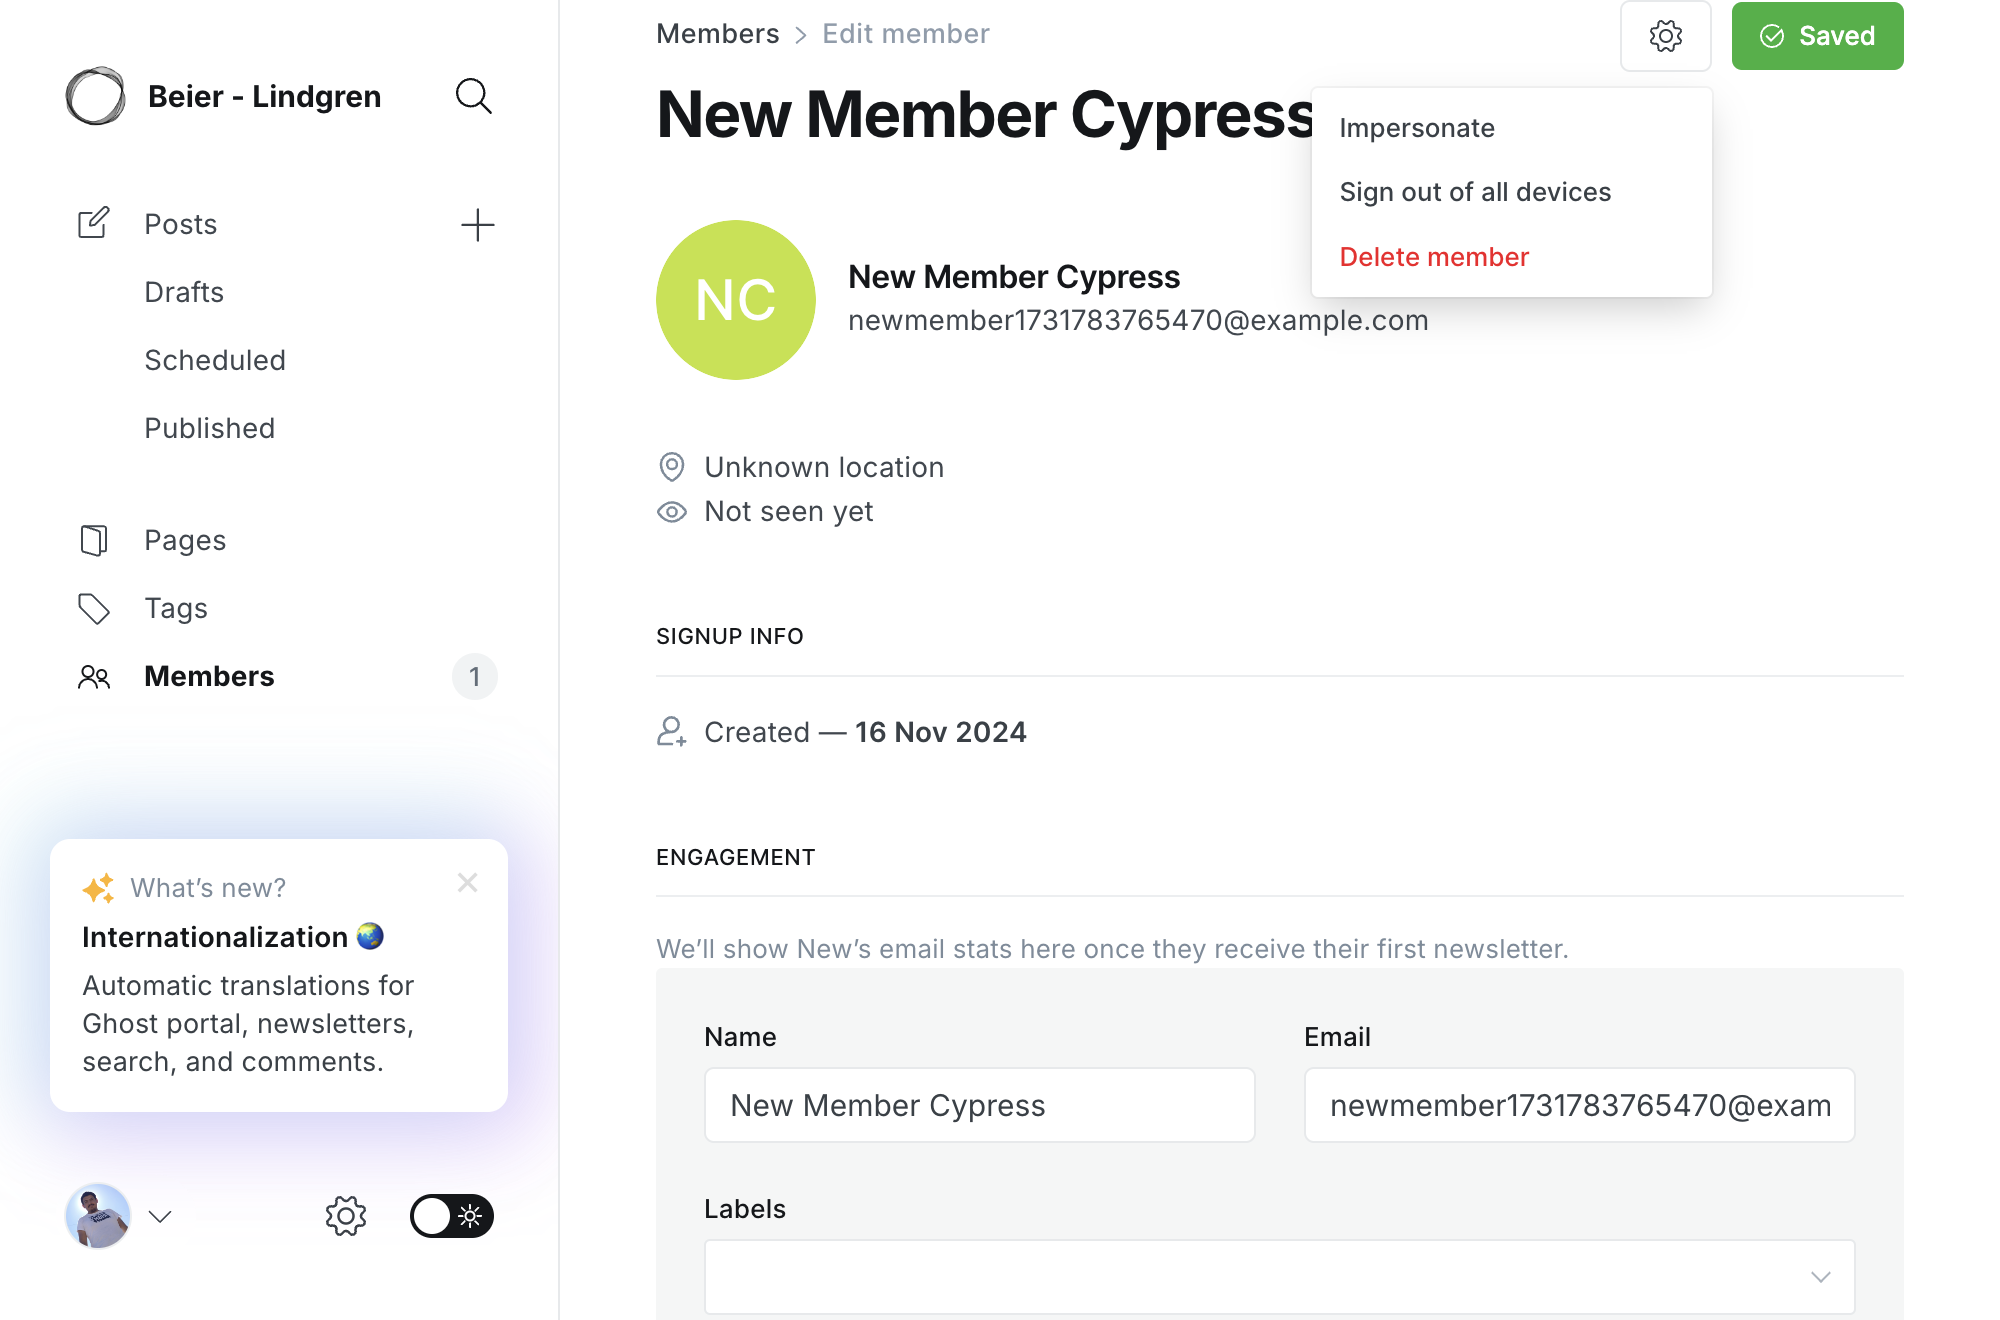 Beier - Lindgren
Posts
Drafts
Scheduled
Published
Pages
Tags
Members
1
What's new?
Internationalization 🌏
Automatic translations for
Ghost portal, newsletters,
search, and comments.
Members > Edit member
Saved
New Member Cypress
Impersonate
Sign out of all devices
Delete member
NC
New Member Cypress
newmember1731783765470@example.com
Unknown location
Not seen yet
SIGNUP INFO
Created — 16 Nov 2024
ENGAGEMENT
We'll show New's email stats here once they receive their first newsletter.
Name
Email
New Member Cypress
newmember1731783765470@exam
Labels